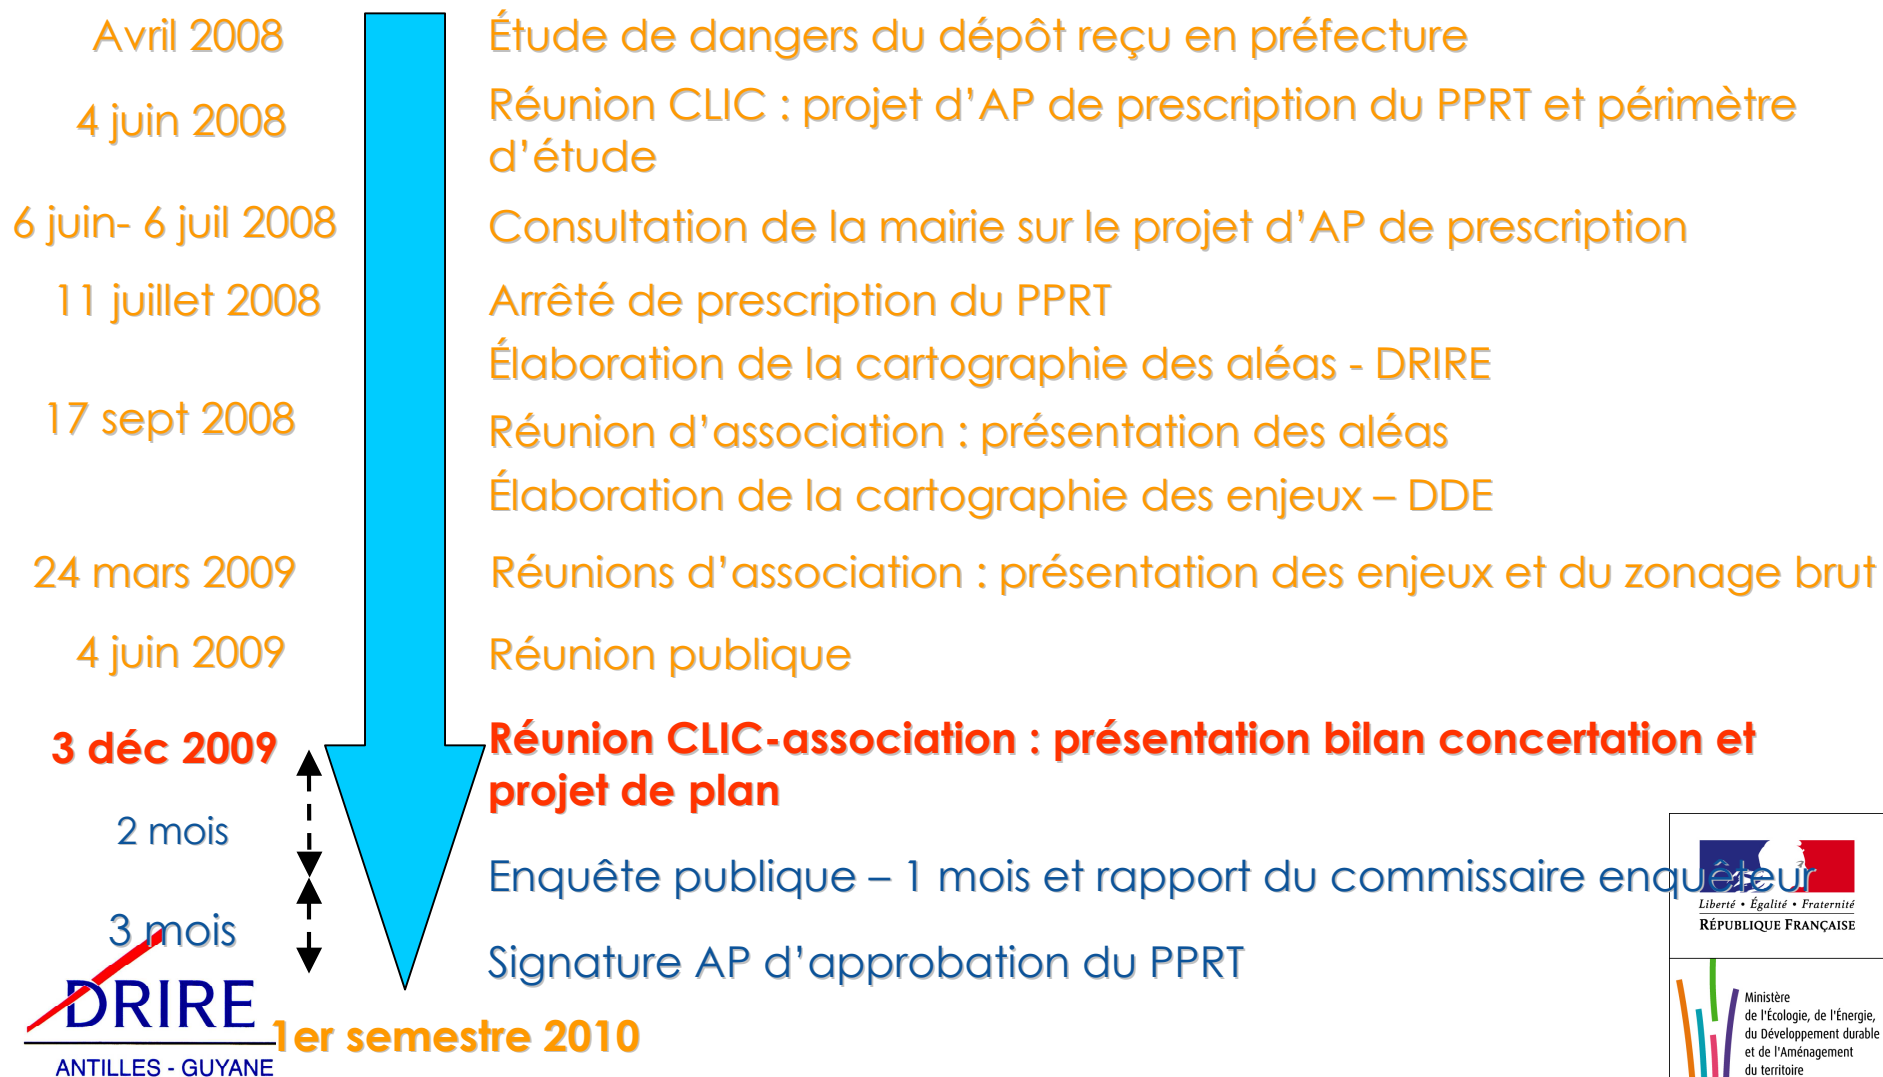 Avril 2008
Étude de dangers du dépôt reçu en préfecture
4 juin 2008
Réunion CLIC : projet d’AP de prescription du PPRT et périmètre
d’étude
6 juin- 6 juil 2008
Consultation de la mairie sur le projet d’AP de prescription
11 juillet 2008
Arrêté de prescription du PPRT
Élaboration de la cartographie des aléas - DRIRE
17 sept 2008
Réunion d’association : présentation des aléas
Élaboration de la cartographie des enjeux – DDE
24 mars 2009
Réunions d’association : présentation des enjeux et du zonage brut
4 juin 2009
Réunion publique
3 déc 2009
Réunion CLIC-association : présentation bilan concertation et
projet de plan
2 mois
Enquête publique – 1 mois et rapport du commissaire enquêteur
3 mois
Signature AP d’approbation du PPRT
1er semestre 2010
DRIRE
ANTILLES - GUYANE
Liberté • Égalité • Fraternité
RÉPUBLIQUE FRANÇAISE
Ministère
de l'Écologie, de l'Énergie,
du Développement durable
et de l'Aménagement
du territoire